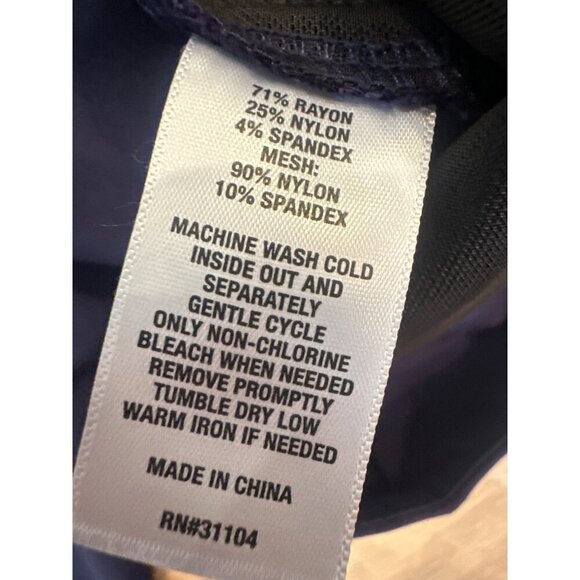 71% RAYON
25% NYLON
4% SPANDEX
MESH:
90% NYLON
10% SPANDEX
MACHINE WASH COLD
INSIDE OUT AND
SEPARATELY
GENTLE CYCLE
ONLY NON-CHLORINE
BLEACH WHEN NEEDED
REMOVE PROMPTLY
TUMBLE DRY LOW
WARM IRON IF NEEDED
MADE IN CHINA
RN#31104